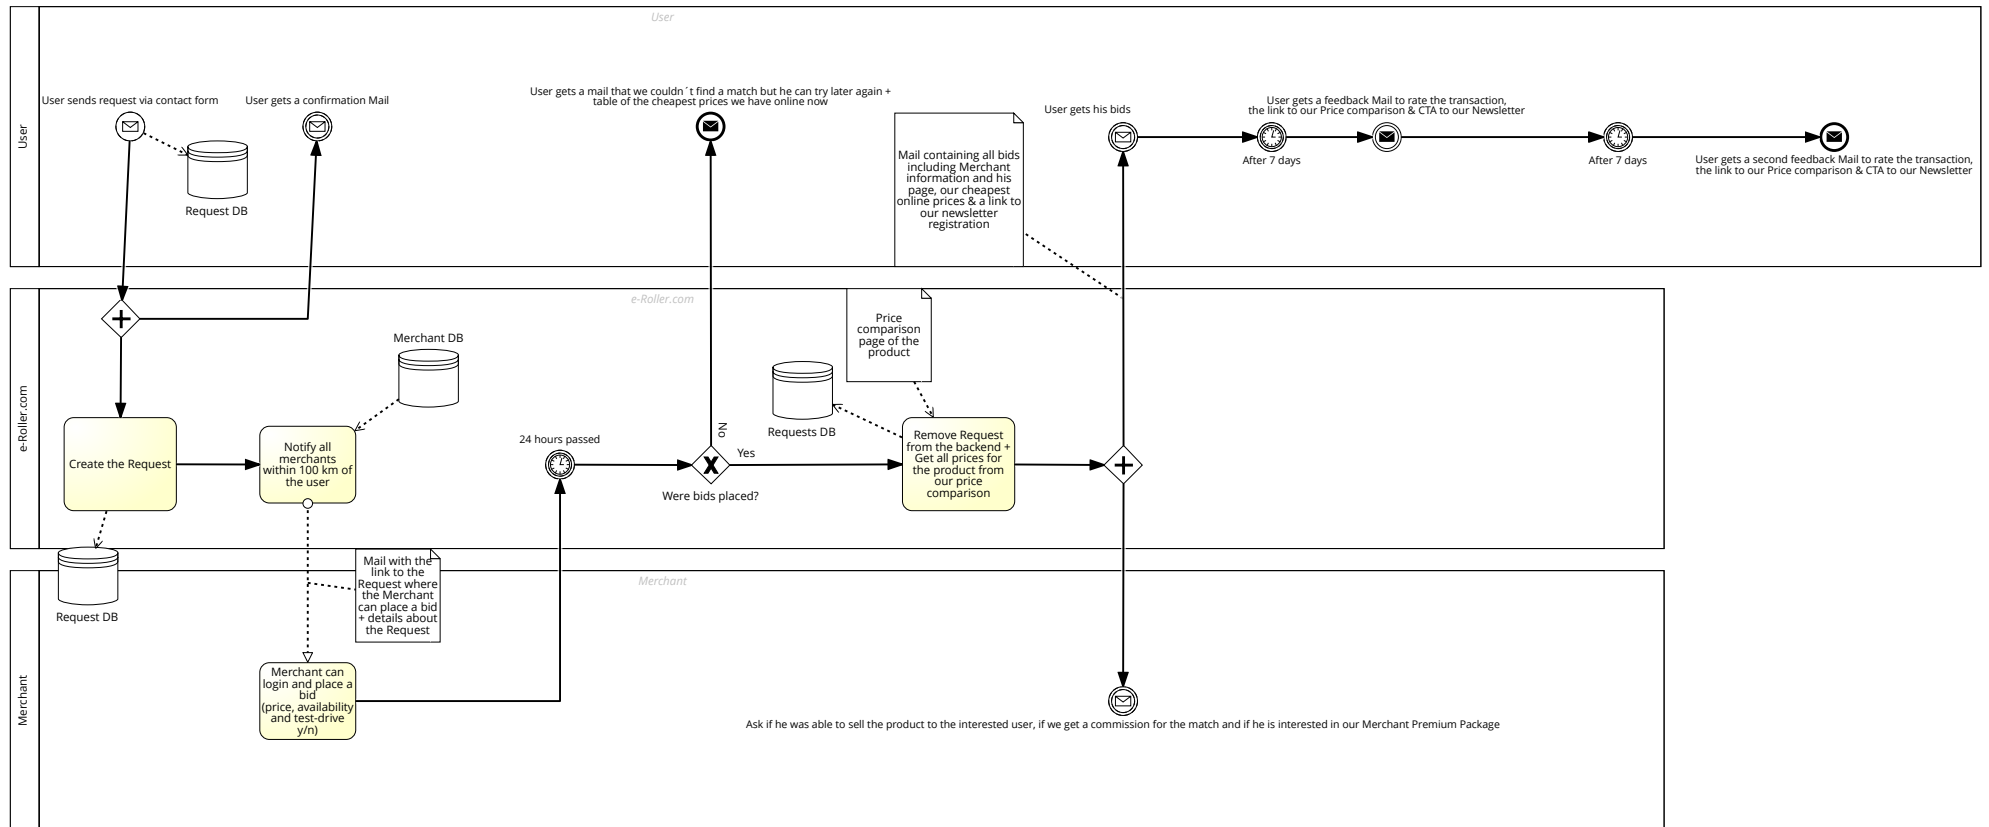 User
User
User sends request via contact form
User gets a confirmation Mail
Request DB
User gets a mail that we couldn´t find a match but he can try later again +
table of the cheapest prices we have online now
Mail containing all bids
including Merchant
information and his
page, our cheapest
online prices & a link to
our newsletter
registration
User gets his bids
After 7 days
User gets a feedback Mail to rate the transaction,
the link to our Price comparison & CTA to our Newsletter
After 7 days
User gets a second feedback Mail to rate the transaction,
the link to our Price comparison & CTA to our Newsletter
e-Roller.com
e-Roller.com
Create the Request
Request DB
Merchant DB
Notify all
merchants
within 100 km of
the user
Mail with the
link to the
Request where
the Merchant
can place a bid
+ details about
the Request
24 hours passed
No
Yes
Were bids placed?
Requests DB
Price
comparison
page of the
product
Remove Request
from the backend +
Get all prices for
the product from
our price
comparison
Merchant
Merchant
Merchant can
login and place a
bid
(price, availability
and test-drive
y/n)
Ask if he was able to sell the product to the interested user, if we get a commission for the match and if he is interested in our Merchant Premium Package